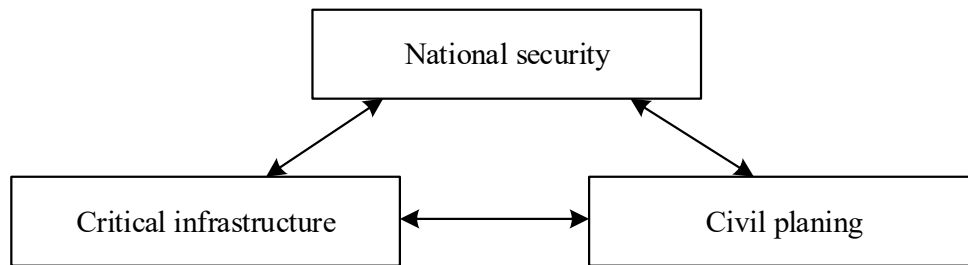 National security
Critical infrastructure
Civil planing